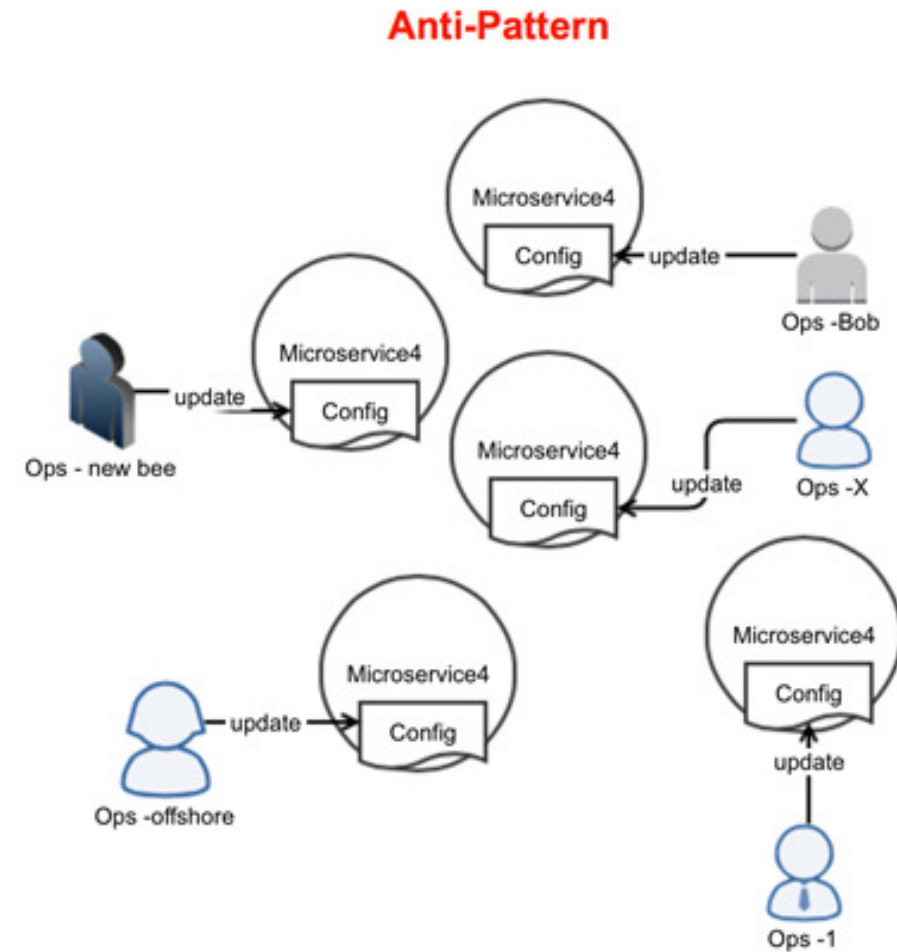 Anti-Pattern
Microservice4
Config
update
Ops -Bob
Microservice4
Config
update
Ops - new bee
Microservice4
Config
update
Ops -X
Microservice4
Config
update
Ops -offshore
Microservice4
Config
update
Ops -1